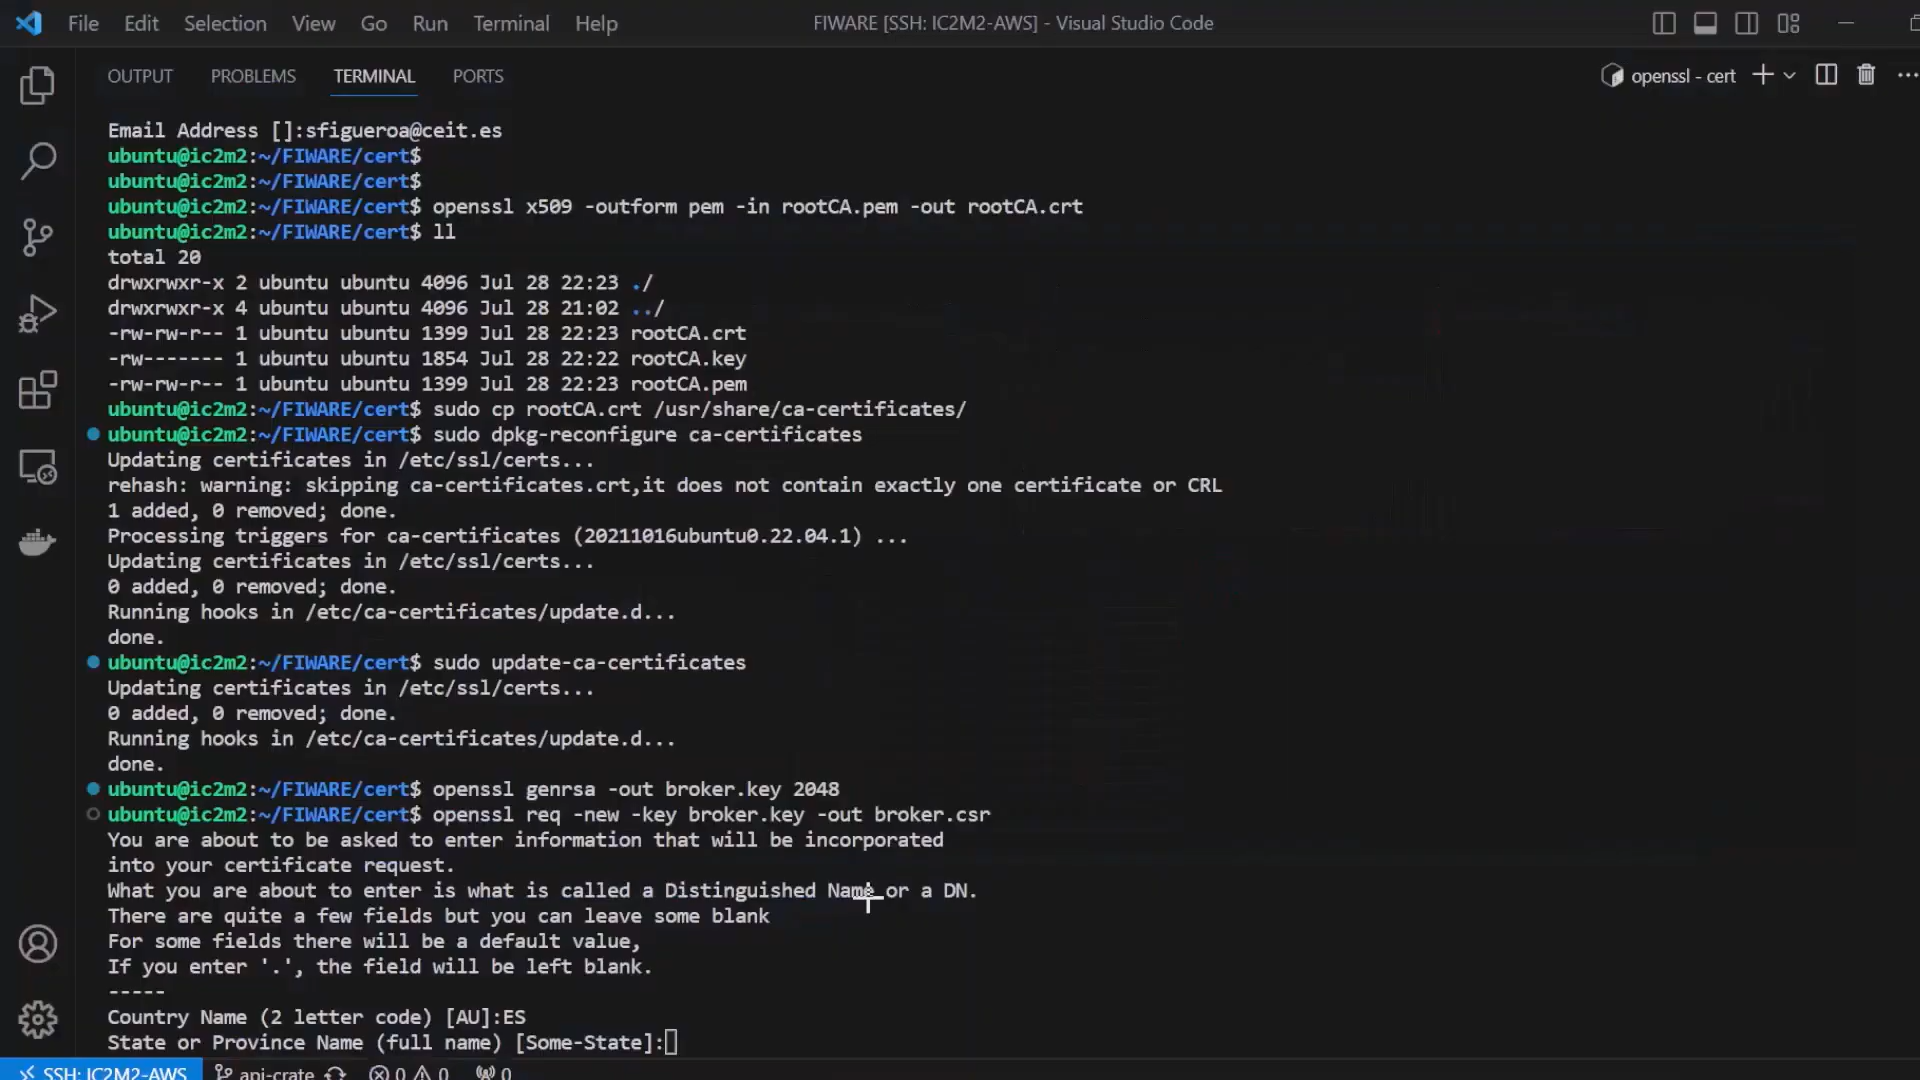 File Edit Selection View Go Run Terminal Help FIWARE [SSH: IC2M2-AWS] - Visual Studio Code
OUTPUT PROBLEMS TERMINAL PORTS openssl - cert
Email Address []:sfigueroa@ceit.es
ubuntu@ic2m2:~/FIWARE/cert$
ubuntu@ic2m2:~/FIWARE/cert$
ubuntu@ic2m2:~/FIWARE/cert$ openssl x509 -outform pem -in rootCA.pem -out rootCA.crt
ubuntu@ic2m2:~/FIWARE/cert$ ll
total 20
drwxrwxr-x 2 ubuntu ubuntu 4096 Jul 28 22:23 ./
drwxrwxr-x 4 ubuntu ubuntu 4096 Jul 28 21:02 ../
-rw-rw-r-- 1 ubuntu ubuntu 1399 Jul 28 22:23 rootCA.crt
-rw------- 1 ubuntu ubuntu 1854 Jul 28 22:22 rootCA.key
-rw-rw-r-- 1 ubuntu ubuntu 1399 Jul 28 22:23 rootCA.pem
ubuntu@ic2m2:~/FIWARE/cert$ sudo cp rootCA.crt /usr/share/ca-certificates/
ubuntu@ic2m2:~/FIWARE/cert$ sudo dpkg-reconfigure ca-certificates
Updating certificates in /etc/ssl/certs...
rehash: warning: skipping ca-certificates.crt,it does not contain exactly one certificate or CRL
1 added, 0 removed; done.
Processing triggers for ca-certificates (20211016ubuntu0.22.04.1) ...
Updating certificates in /etc/ssl/certs...
0 added, 0 removed; done.
Running hooks in /etc/ca-certificates/update.d...
done.
ubuntu@ic2m2:~/FIWARE/cert$ sudo update-ca-certificates
Updating certificates in /etc/ssl/certs...
0 added, 0 removed; done.
Running hooks in /etc/ca-certificates/update.d...
done.
ubuntu@ic2m2:~/FIWARE/cert$ openssl genrsa -out broker.key 2048
ubuntu@ic2m2:~/FIWARE/cert$ openssl req -new -key broker.key -out broker.csr
You are about to be asked to enter information that will be incorporated
into your certificate request.
What you are about to enter is what is called a Distinguished Name or a DN.
There are quite a few fields but you can leave some blank
For some fields there will be a default value,
If you enter '.', the field will be left blank.
-----
Country Name (2 letter code) [AU]:ES
State or Province Name (full name) [Some-State]:
SSH: IC2M2-AWS api-crate 0 0 0